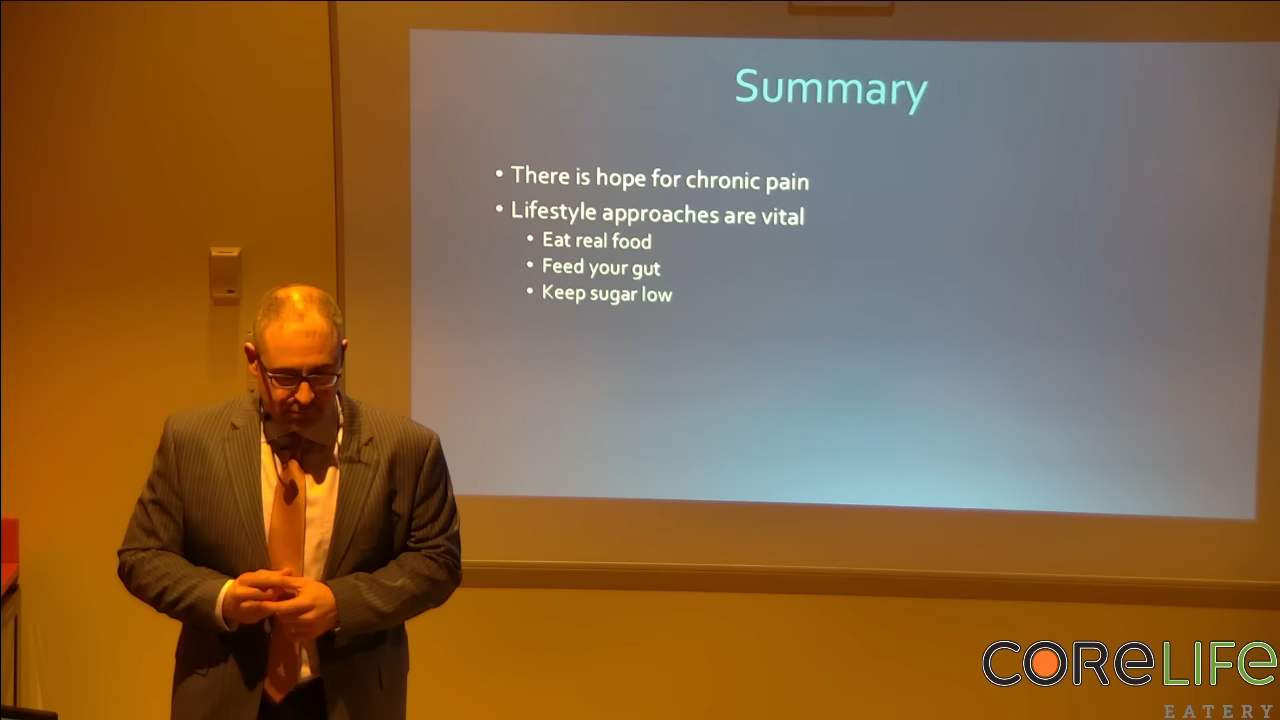 Summary
• There is hope for chronic pain
• Lifestyle approaches are vital
• Eat real food
• Feed your gut
• Keep sugar low
CORELIFE
EATERY